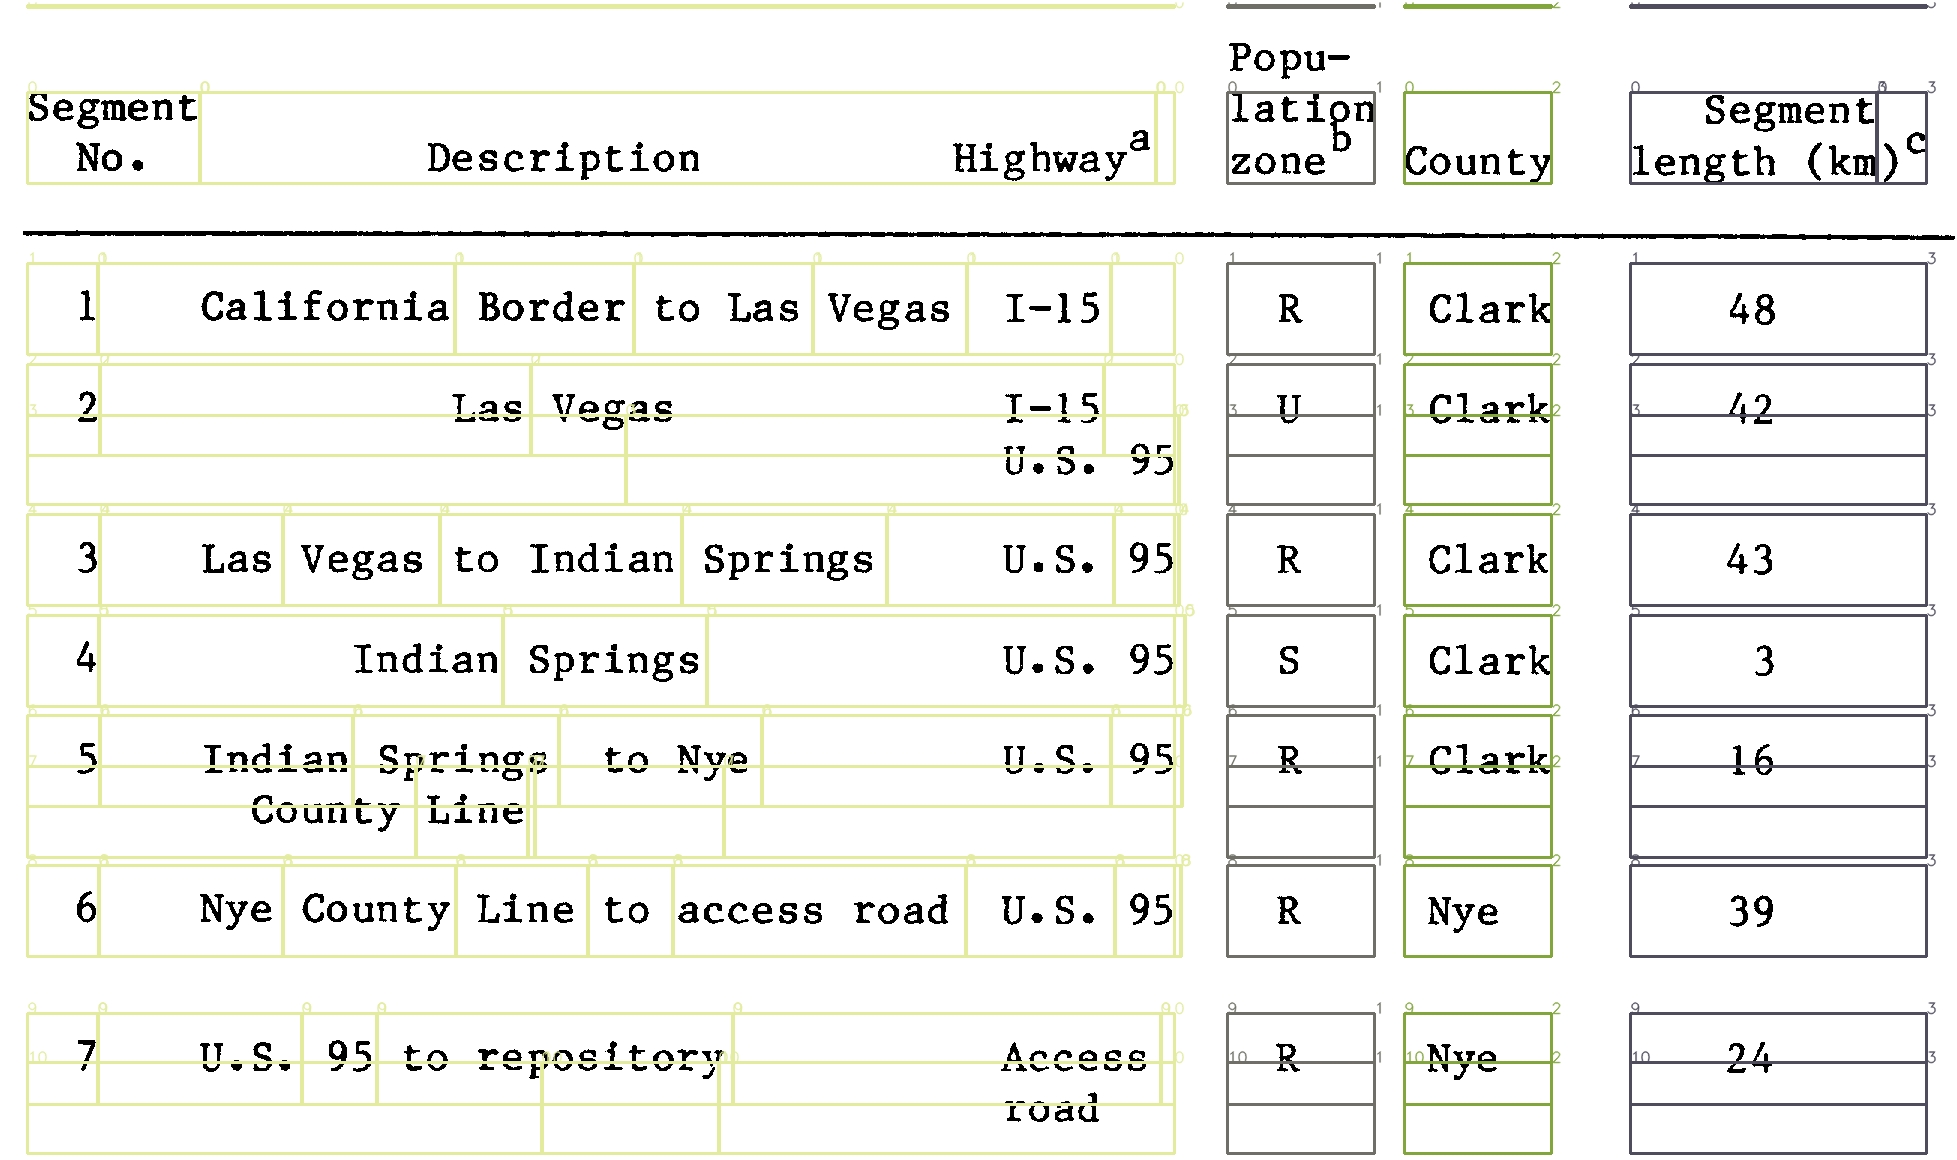 Popu-
Segment lation Segment
No. Description Highway^a zone^b County length (km)^c
1 California Border to Las Vegas I-15 R Clark 48
2 Las Vegas I-15 U Clark 42
U.S. 95
3 Las Vegas to Indian Springs U.S. 95 R Clark 43
4 Indian Springs U.S. 95 S Clark 3
5 Indian Springs to Nye U.S. 95 R Clark 16
County Line
6 Nye County Line to access road U.S. 95 R Nye 39
7 U.S. 95 to repository Access R Nye 24
road